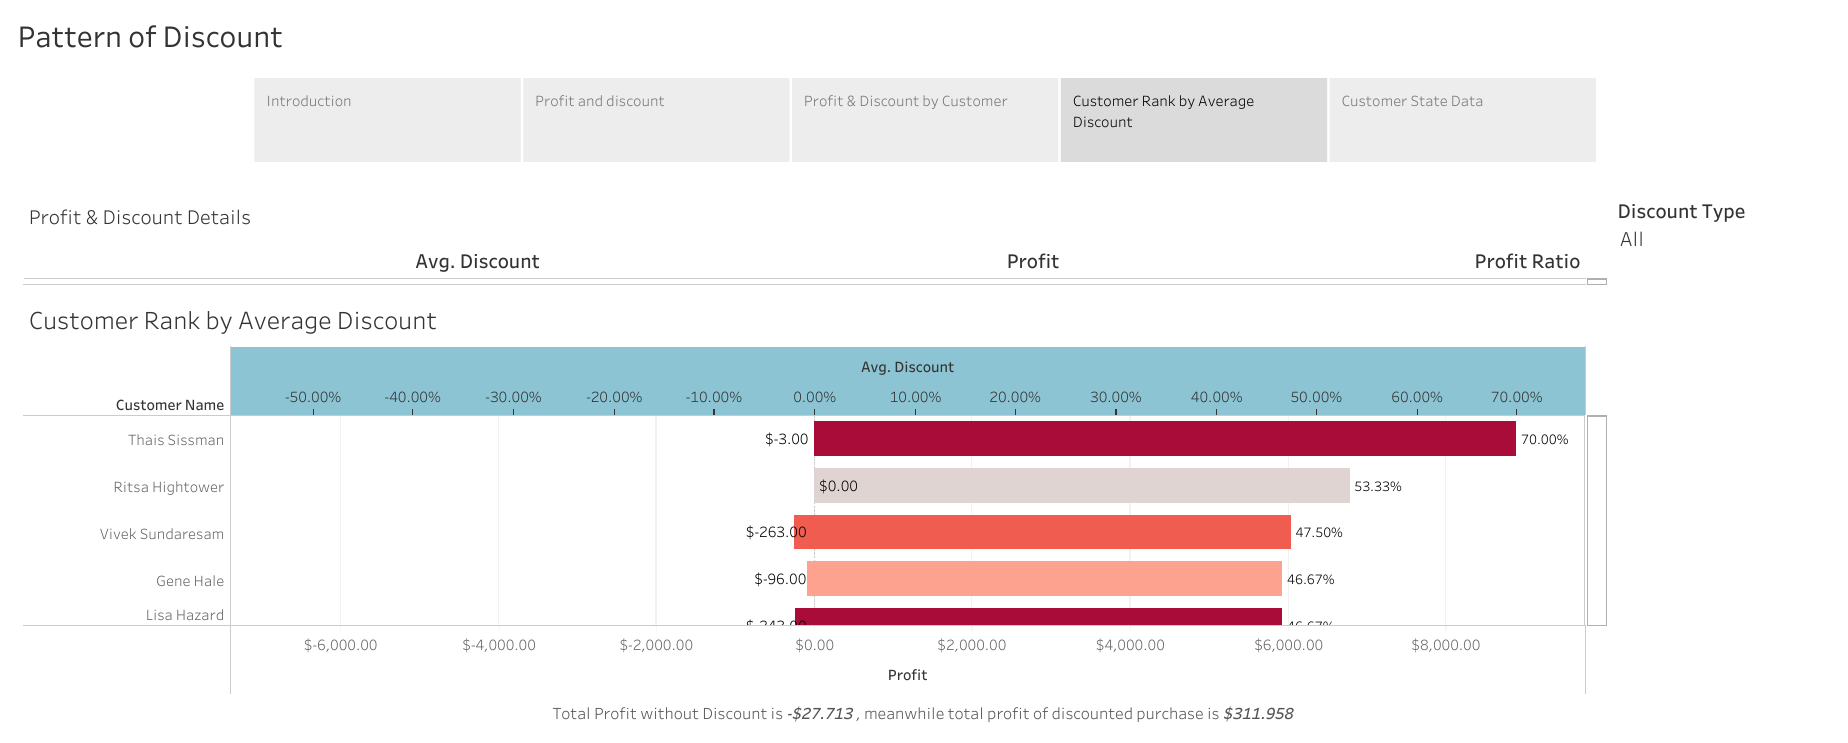 Pattern of Discount
Introduction
Profit and discount
Profit & Discount by Customer
Customer Rank by Average
Discount
Customer State Data
Profit & Discount Details
Discount Type
All
Avg. Discount
Profit
Profit Ratio
Customer Rank by Average Discount
Avg. Discount
-50.00% -40.00% -30.00% -20.00% -10.00% 0.00% 10.00% 20.00% 30.00% 40.00% 50.00% 60.00% 70.00%
Customer Name
Thais Sissman $-3.00 70.00%
Ritsa Hightower $0.00 53.33%
Vivek Sundaresam $-263.00 47.50%
Gene Hale $-96.00 46.67%
Lisa Hazard
$-6,000.00 $-4,000.00 $-2,000.00 $0.00 $2,000.00 $4,000.00 $6,000.00 $8,000.00
Profit
Total Profit without Discount is -$27.713 , meanwhile total profit of discounted purchase is $311.958